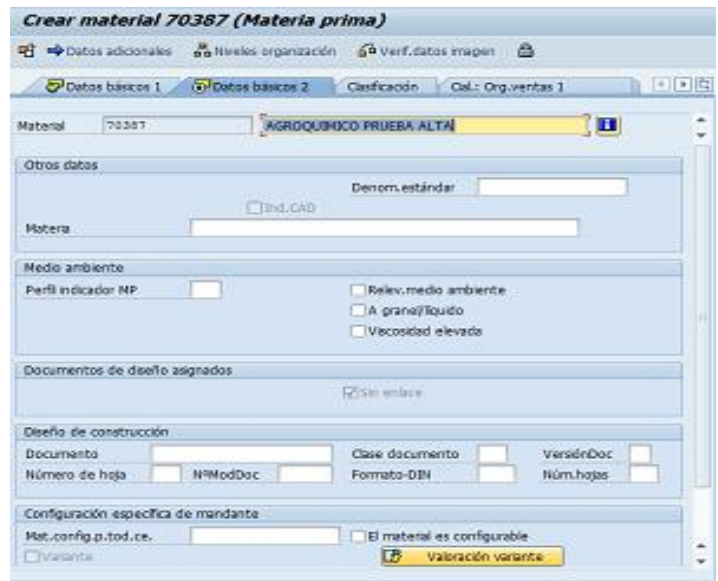 Crear material 70387 (Materia prima)
Datos adicionales Niveles organización Verif.datos imagen
Datos básicos 1 Datos básicos 2 Clasificación Cal.: Org.ventas 1
Material 70387 AGROQUIMICO PRUEBA ALTA
Otros datos
Denom.estándar
Ind.CAD
Materia
Medio ambiente
Perfil indicador MP Relev.medio ambiente
A granel/líquido
Viscosidad elevada
Documentos de diseño asignados
Sin enlace
Diseño de construcción
Documento Clase documento VersiónDoc
Número de hoja NºModDoc Formato-DIN Núm.hojas
Configuración específica de mandante
Mat.config.p.tod.ce. El material es configurable
Variante Valoración variante